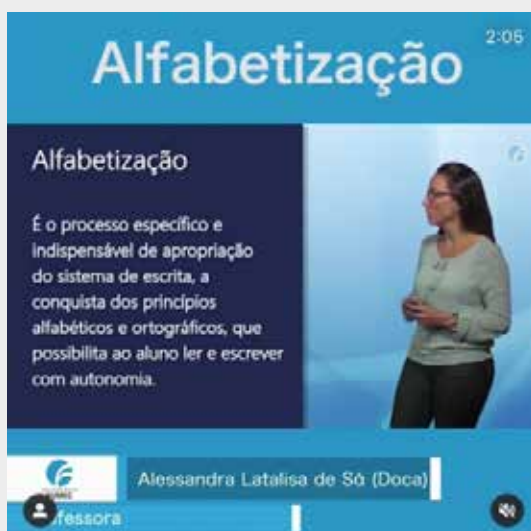 2:05
Alfabetização
Alfabetização
É o processo específico e
indispensável de apropriação
do sistema de escrita, a
conquista dos princípios
alfabéticos e ortográficos, que
possibilita ao aluno ler e escrever
com autonomia.
Alessandra Latalisa de Sá (Doca)
fessora